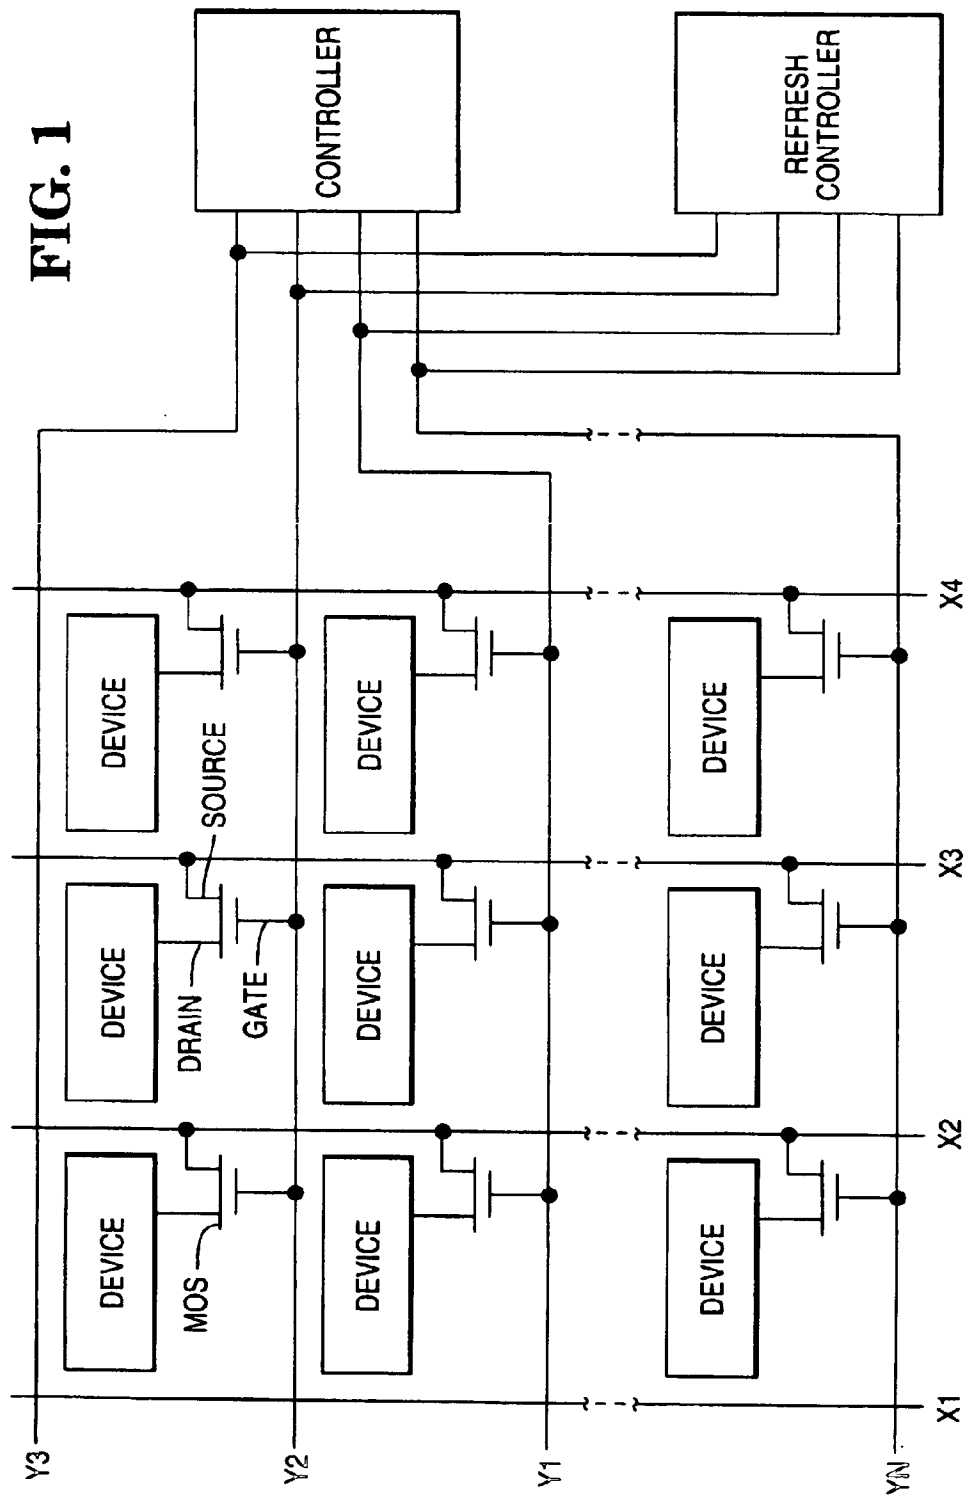 FIG. 1
Y3
DEVICE
DEVICE
DEVICE
MOS
DRAIN
SOURCE
GATE
Y2
CONTROLLER
DEVICE
DEVICE
DEVICE
Y1
DEVICE
DEVICE
DEVICE
REFRESH
CONTROLLER
YN
X1
X2
X3
X4